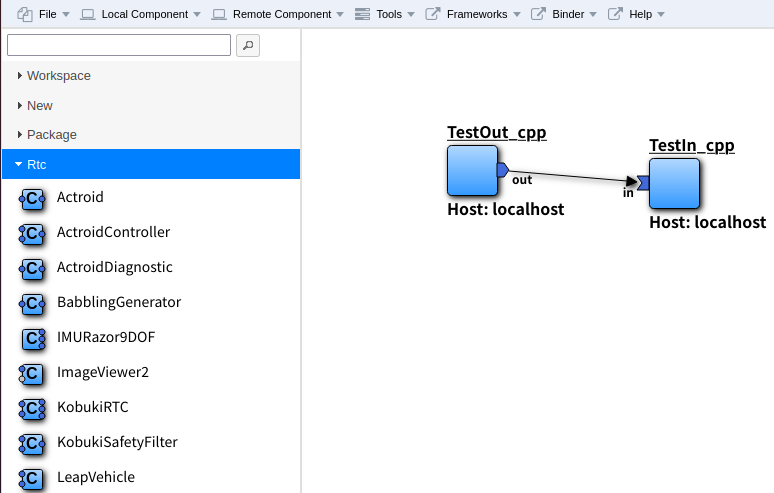 File Local Component Remote Component Tools Frameworks Binder Help
Workspace
New
Package
Rtc
Actroid
ActroidController
ActroidDiagnostic
BabblingGenerator
IMURazor9DOF
ImageViewer2
KobukiRTC
KobukiSafetyFilter
LeapVehicle
TestOut_cpp
out
Host: localhost
TestIn_cpp
in
Host: localhost
C
C
C
C
C
C
C
C
C